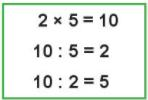 2 × 5 = 10
10 : 5 = 2
10 : 2 = 5